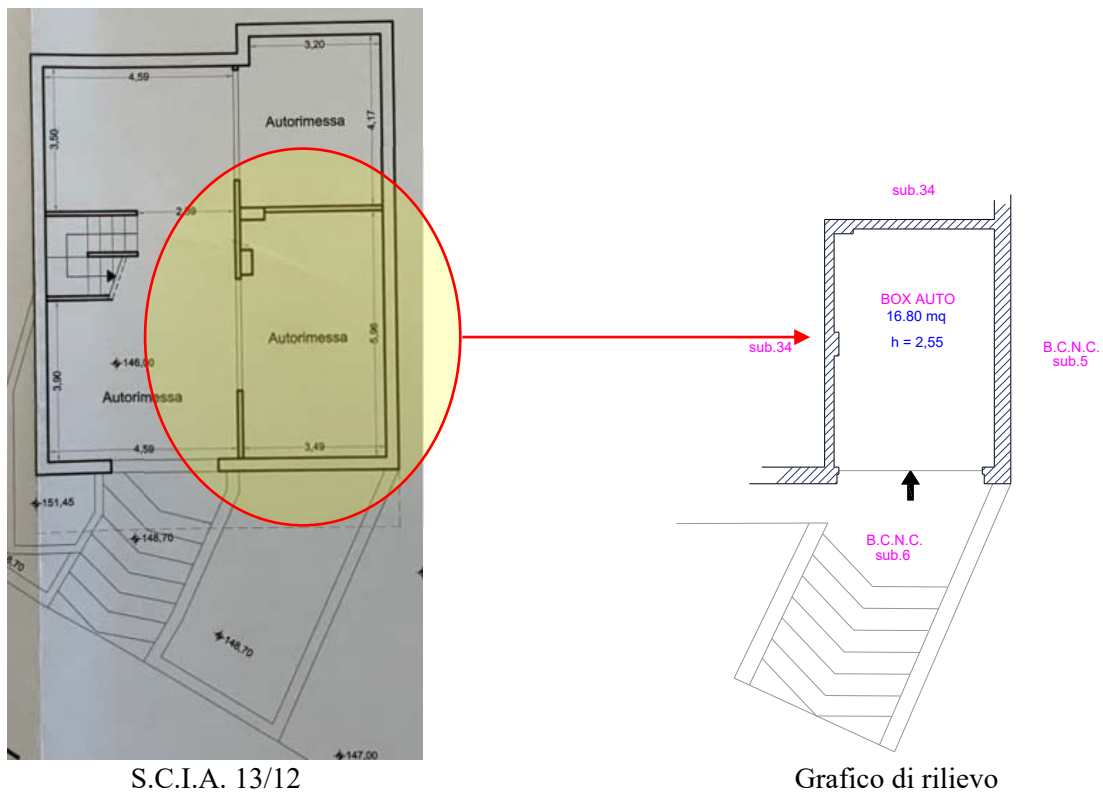 3,20
4,59
Autorimessa
4,17
3,50
2,59
Autorimessa
5,96
146,00
3,90
Autorimessa
4,59
3,49
151,45
148,70
8,70
148,70
147,00
S.C.I.A. 13/12
sub.34
BOX AUTO
16.80 mq
h = 2,55
sub.34
B.C.N.C.
sub.5
B.C.N.C.
sub.6
Grafico di rilievo